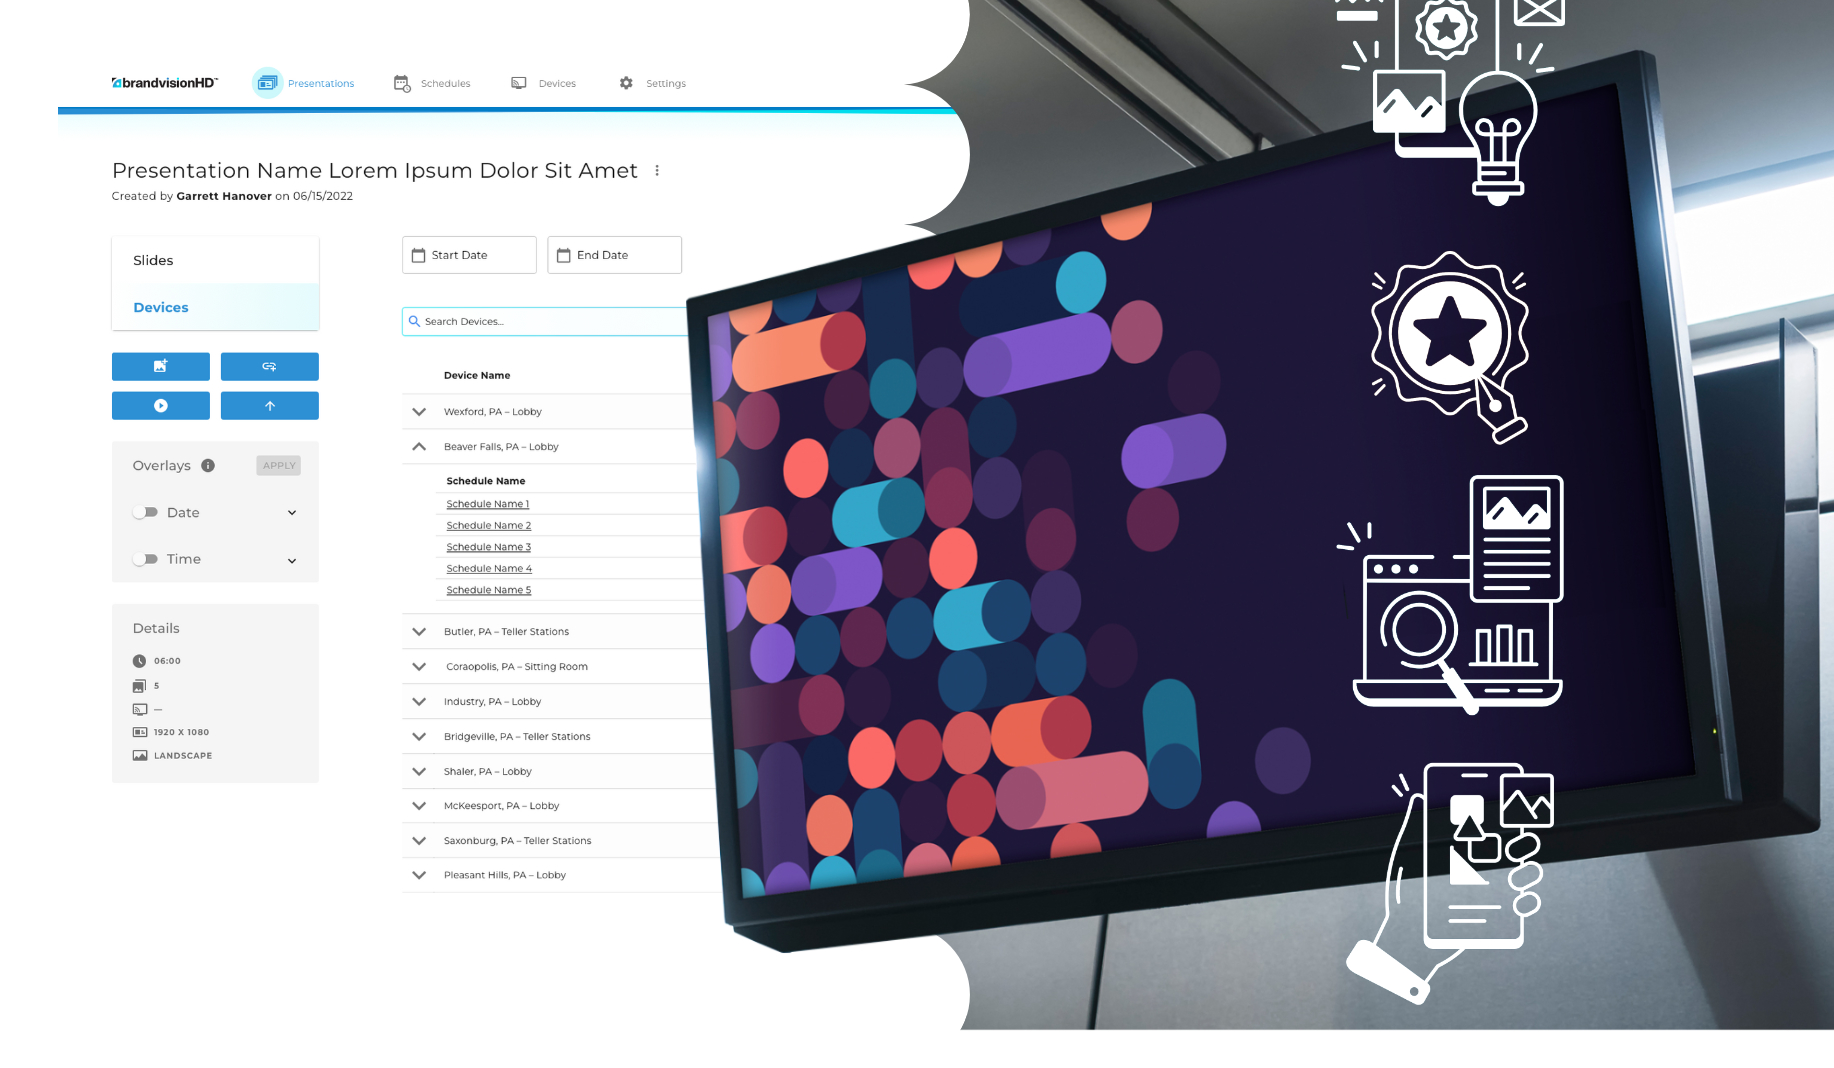 brandvisionHD™
Presentations
Schedules
Devices
Settings
Presentation Name Lorem Ipsum Dolor Sit Amet
Created by Garrett Hanover on 06/15/2022
Slides
Devices
Overlays
APPLY
Date
Time
Details
06:00
5
—
1920 X 1080
LANDSCAPE
Start Date
End Date
Search Devices...
Device Name
Wexford, PA – Lobby
Beaver Falls, PA – Lobby
Schedule Name
Schedule Name 1
Schedule Name 2
Schedule Name 3
Schedule Name 4
Schedule Name 5
Butler, PA – Teller Stations
Coraopolis, PA – Sitting Room
Industry, PA – Lobby
Bridgeville, PA – Teller Stations
Shaler, PA – Lobby
McKeesport, PA – Lobby
Saxonburg, PA – Teller Stations
Pleasant Hills, PA – Lobby